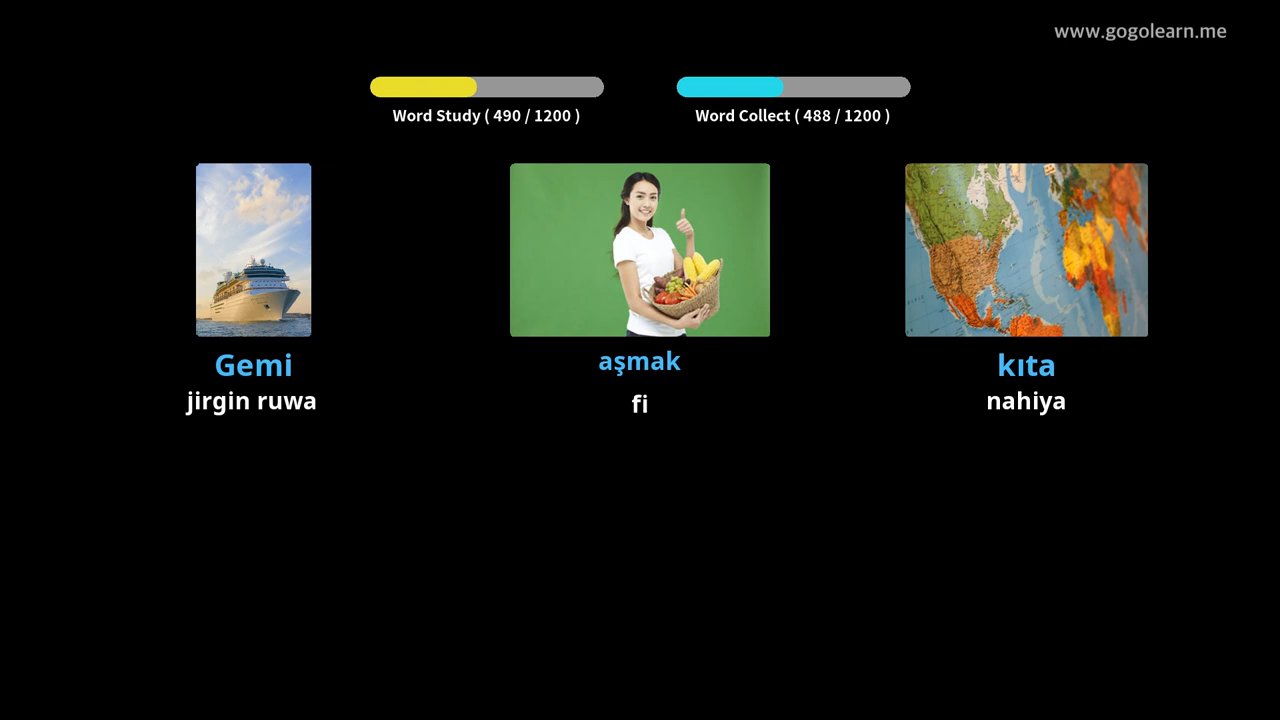 www.gogolearn.me
Word Study ( 490 / 1200 )
Word Collect ( 488 / 1200 )
Gemi
jirgin ruwa
aşmak
fi
kıta
nahiya